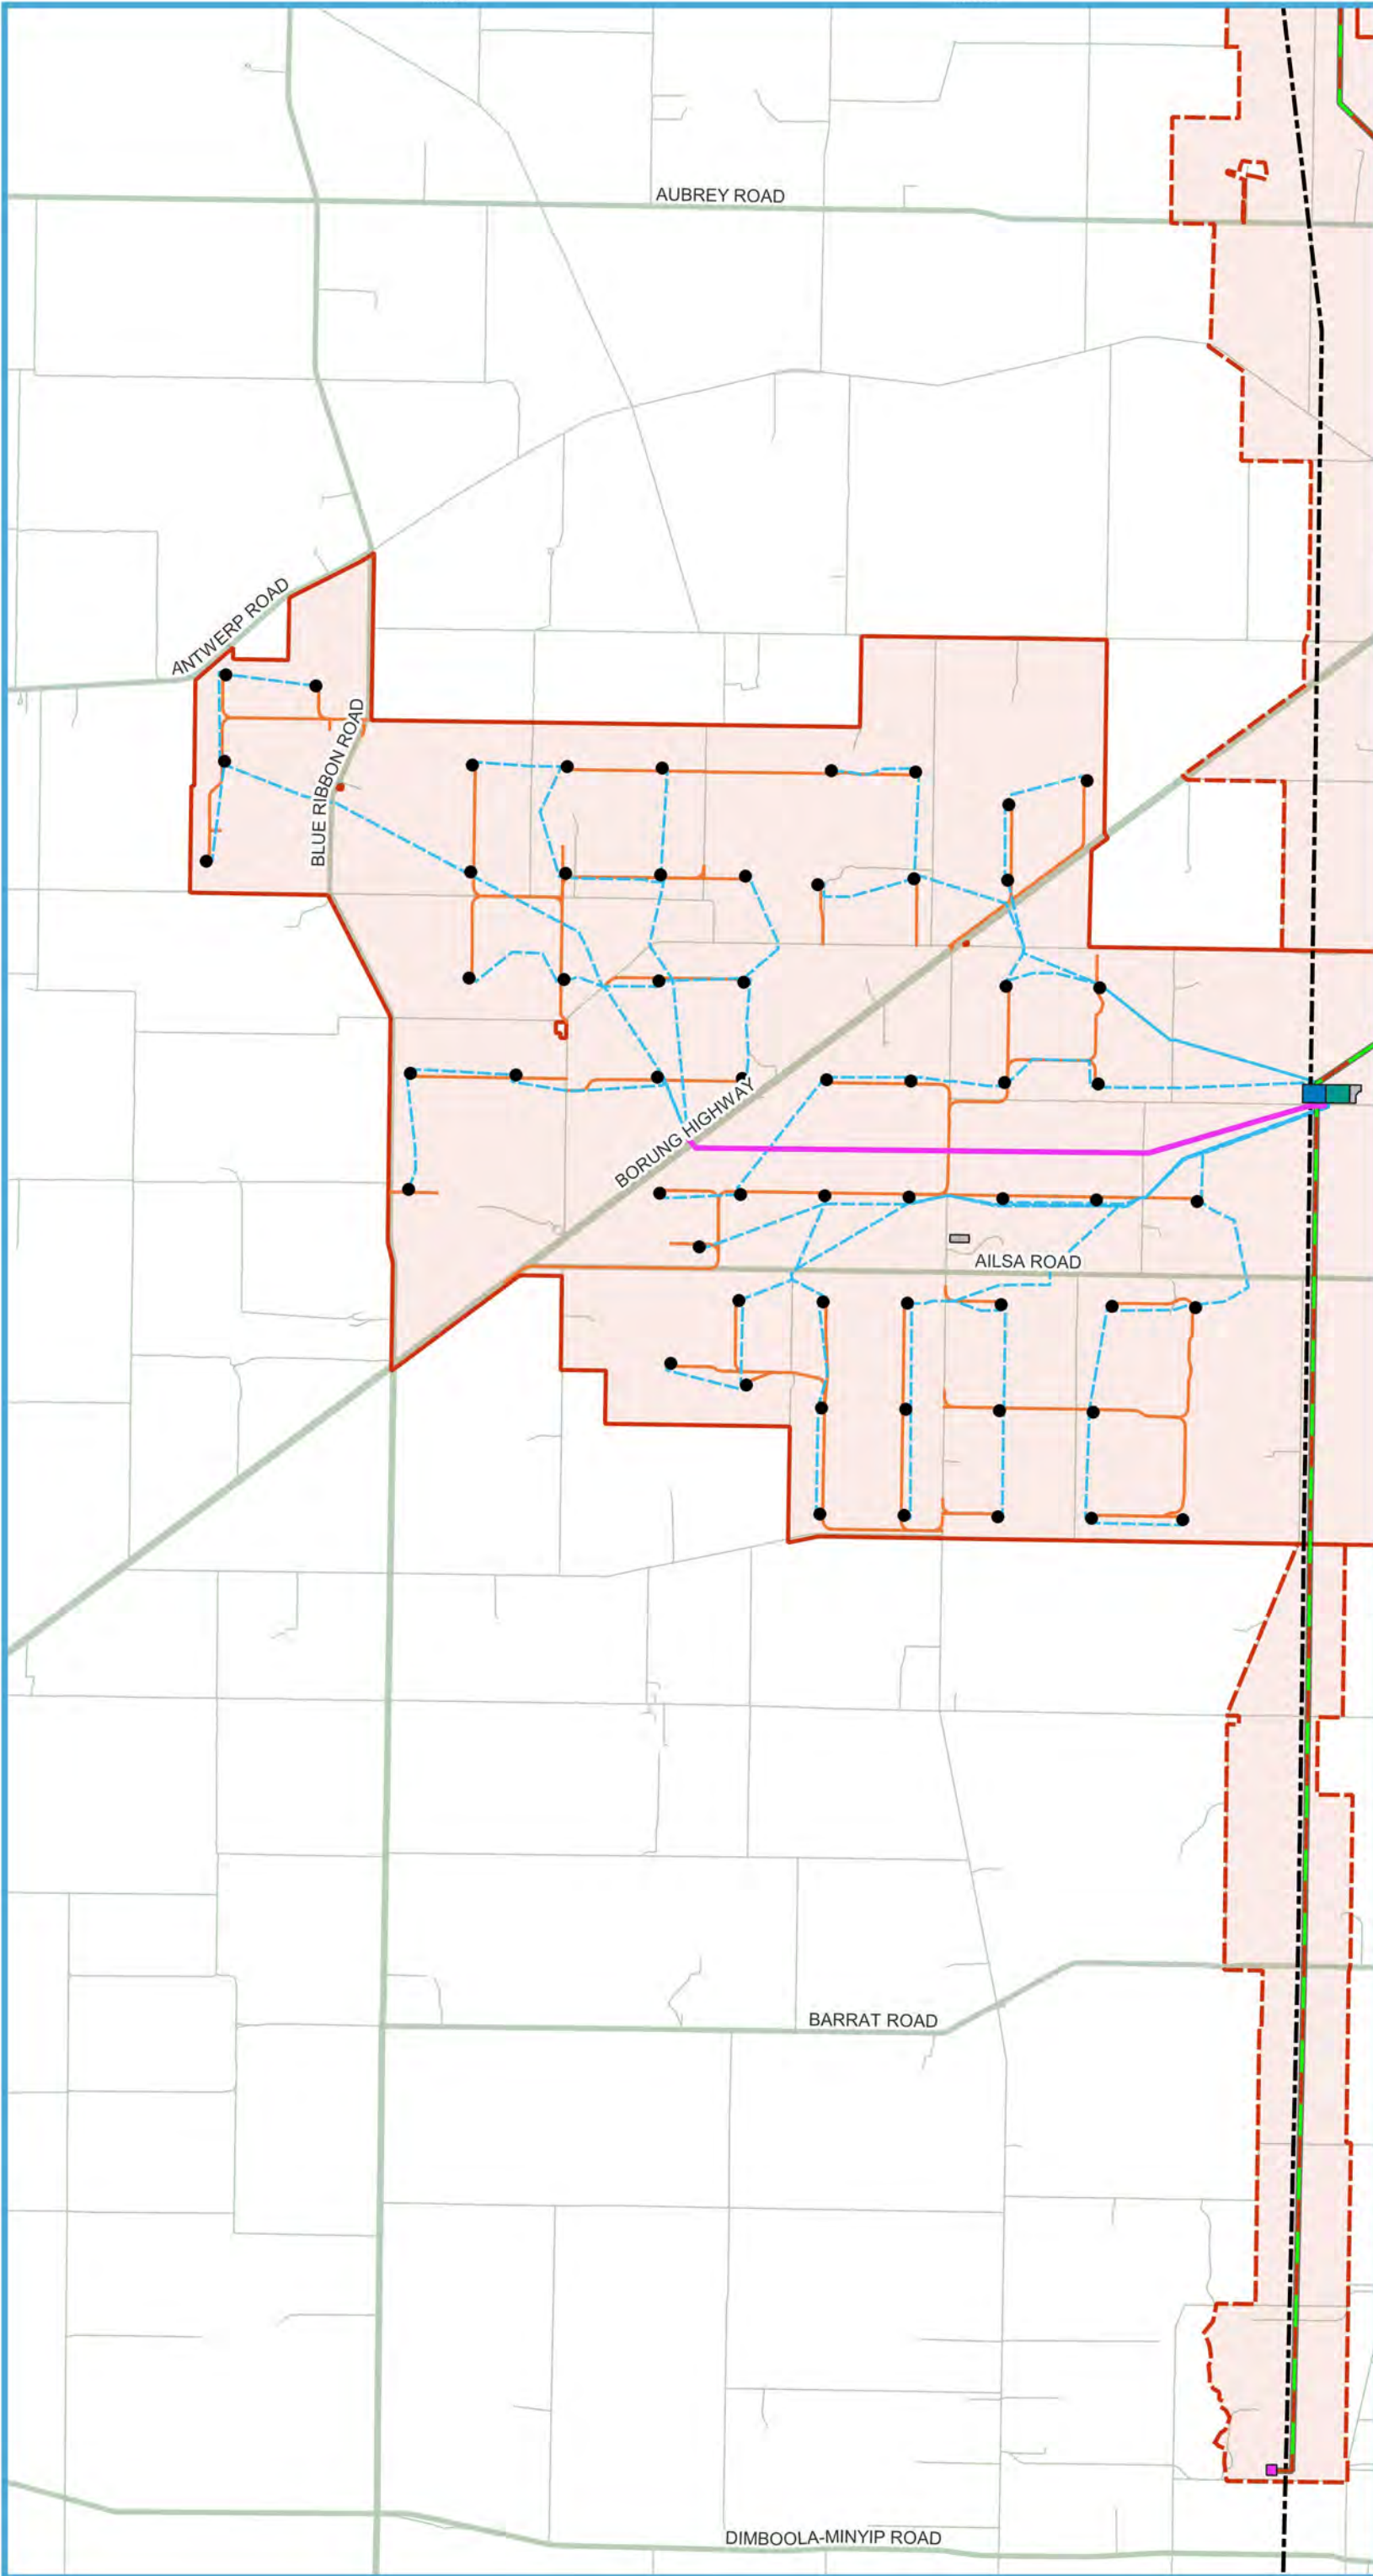 AUBREY ROAD
ANTWERP ROAD
BLUE RIBBON ROAD
BORUNG HIGHWAY
AILSA ROAD
BARRAT ROAD
DIMBOOLA-MINYIP ROAD